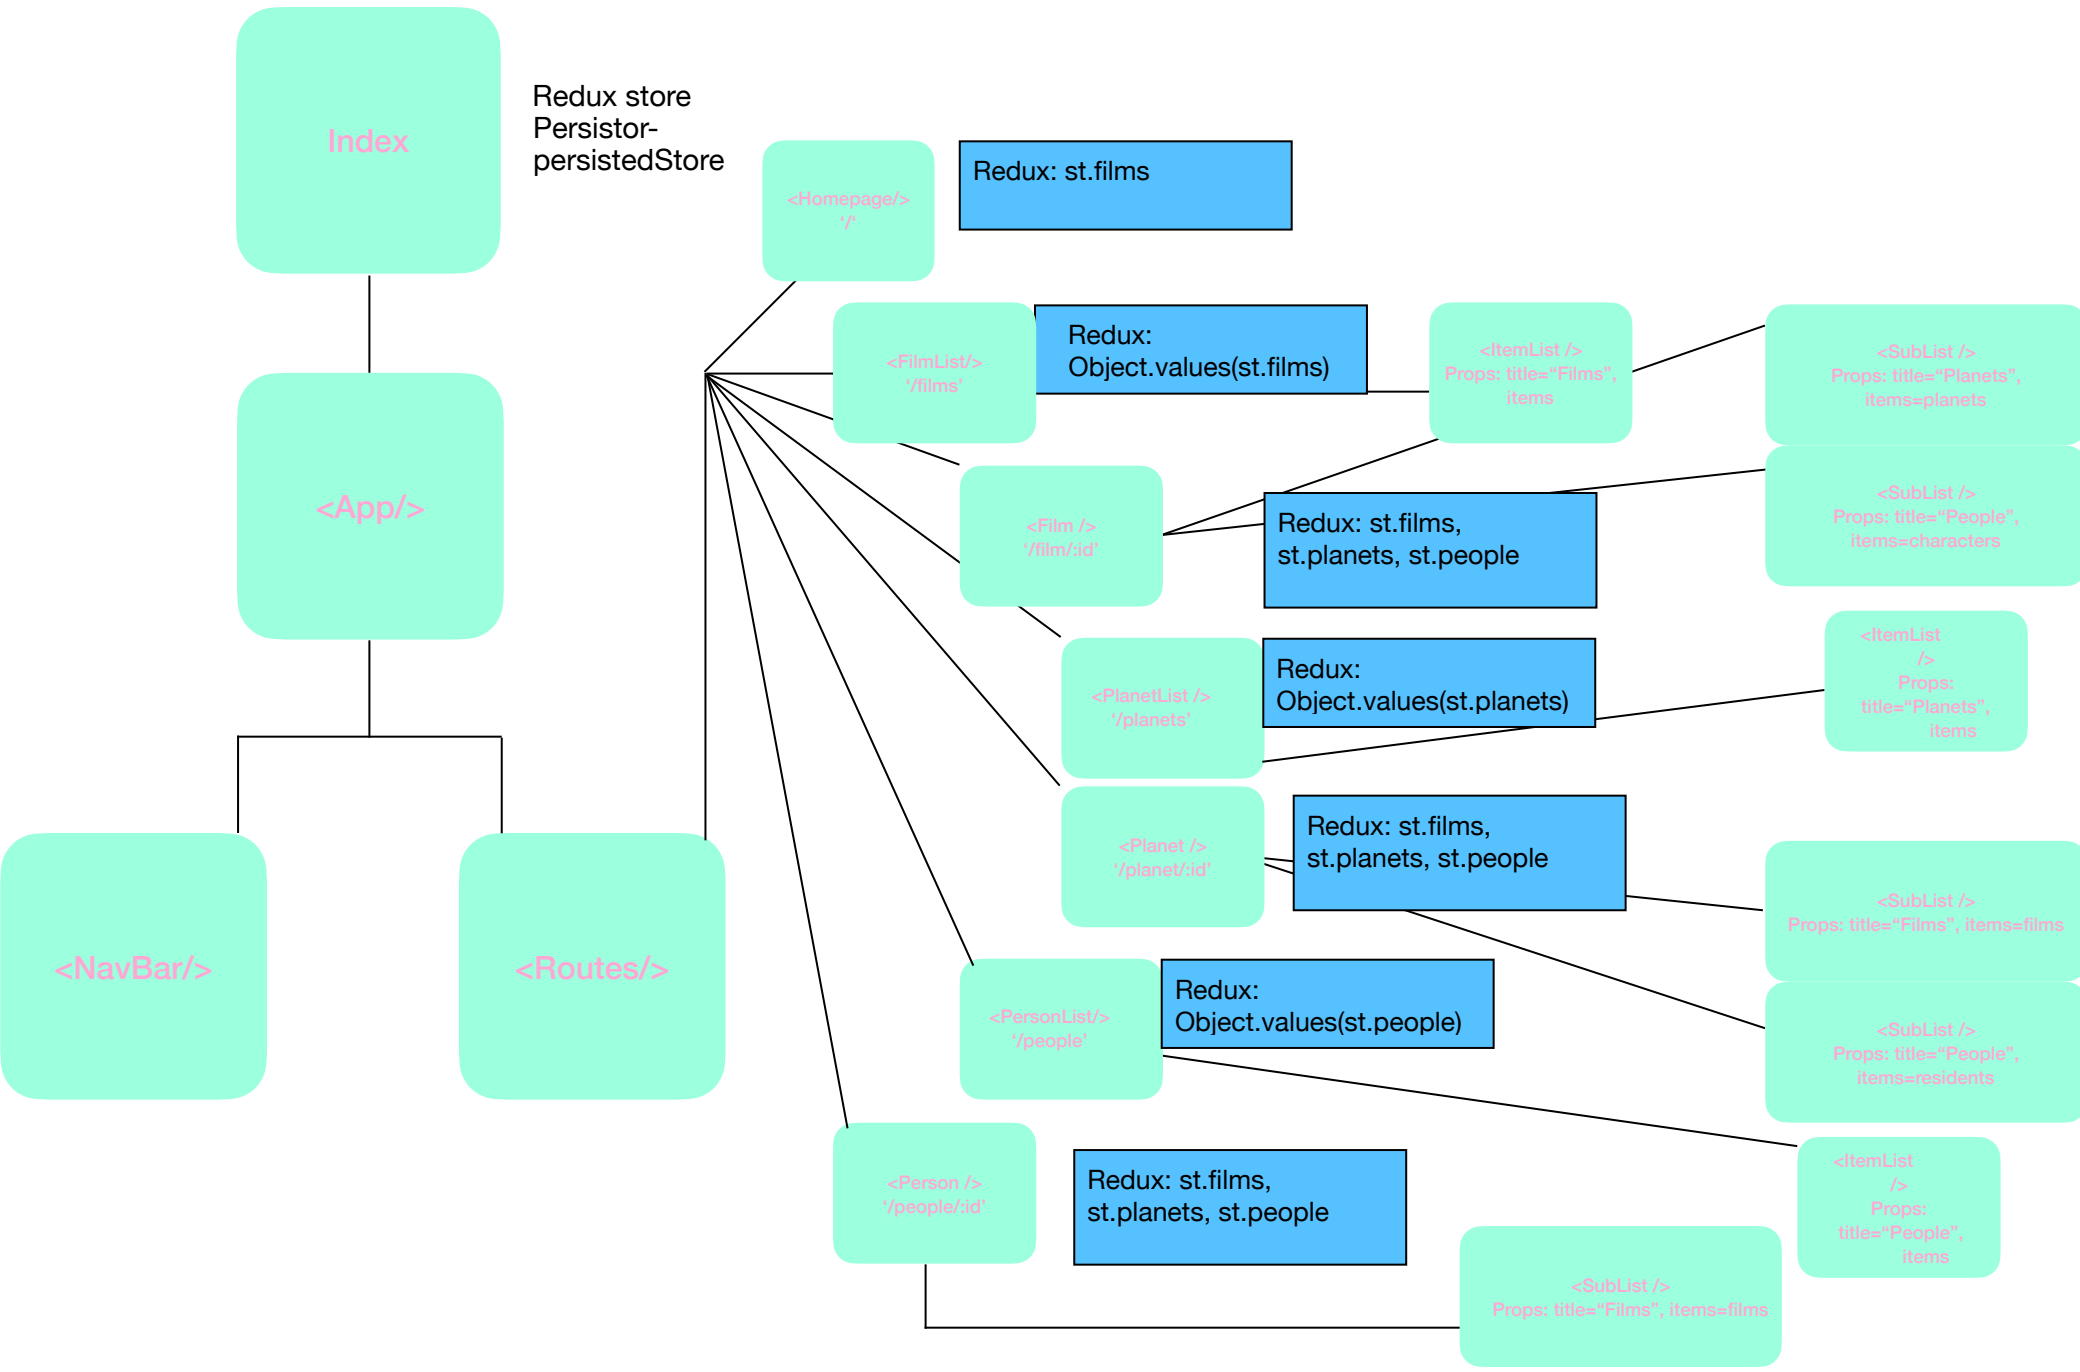 Index
Redux store
Persistor-
persistedStore
<App/>
<NavBar/>
<Routes/>
<Homepage/>
‘/‘
Redux: st.films
<FilmList/>
‘/films’
Redux:
Object.values(st.films)
<ItemList />
Props: title=“Films”,
items
<SubList />
Props: title=“Planets”,
items=planets
<Film />
‘/film/:id’
Redux: st.films,
st.planets, st.people
<SubList />
Props: title=“People”,
items=characters
<PlanetList />
‘/planets’
Redux:
Object.values(st.planets)
<ItemList
/>
Props:
title=“Planets”,
items
<Planet />
‘/planet/:id’
Redux: st.films,
st.planets, st.people
<SubList />
Props: title=“Films”, items=films
<SubList />
Props: title=“People”,
items=residents
<PersonList/>
‘/people’
Redux:
Object.values(st.people)
<ItemList
/>
Props:
title=“People”,
items
<Person />
‘/people/:id’
Redux: st.films,
st.planets, st.people
<SubList />
Props: title=“Films”, items=films